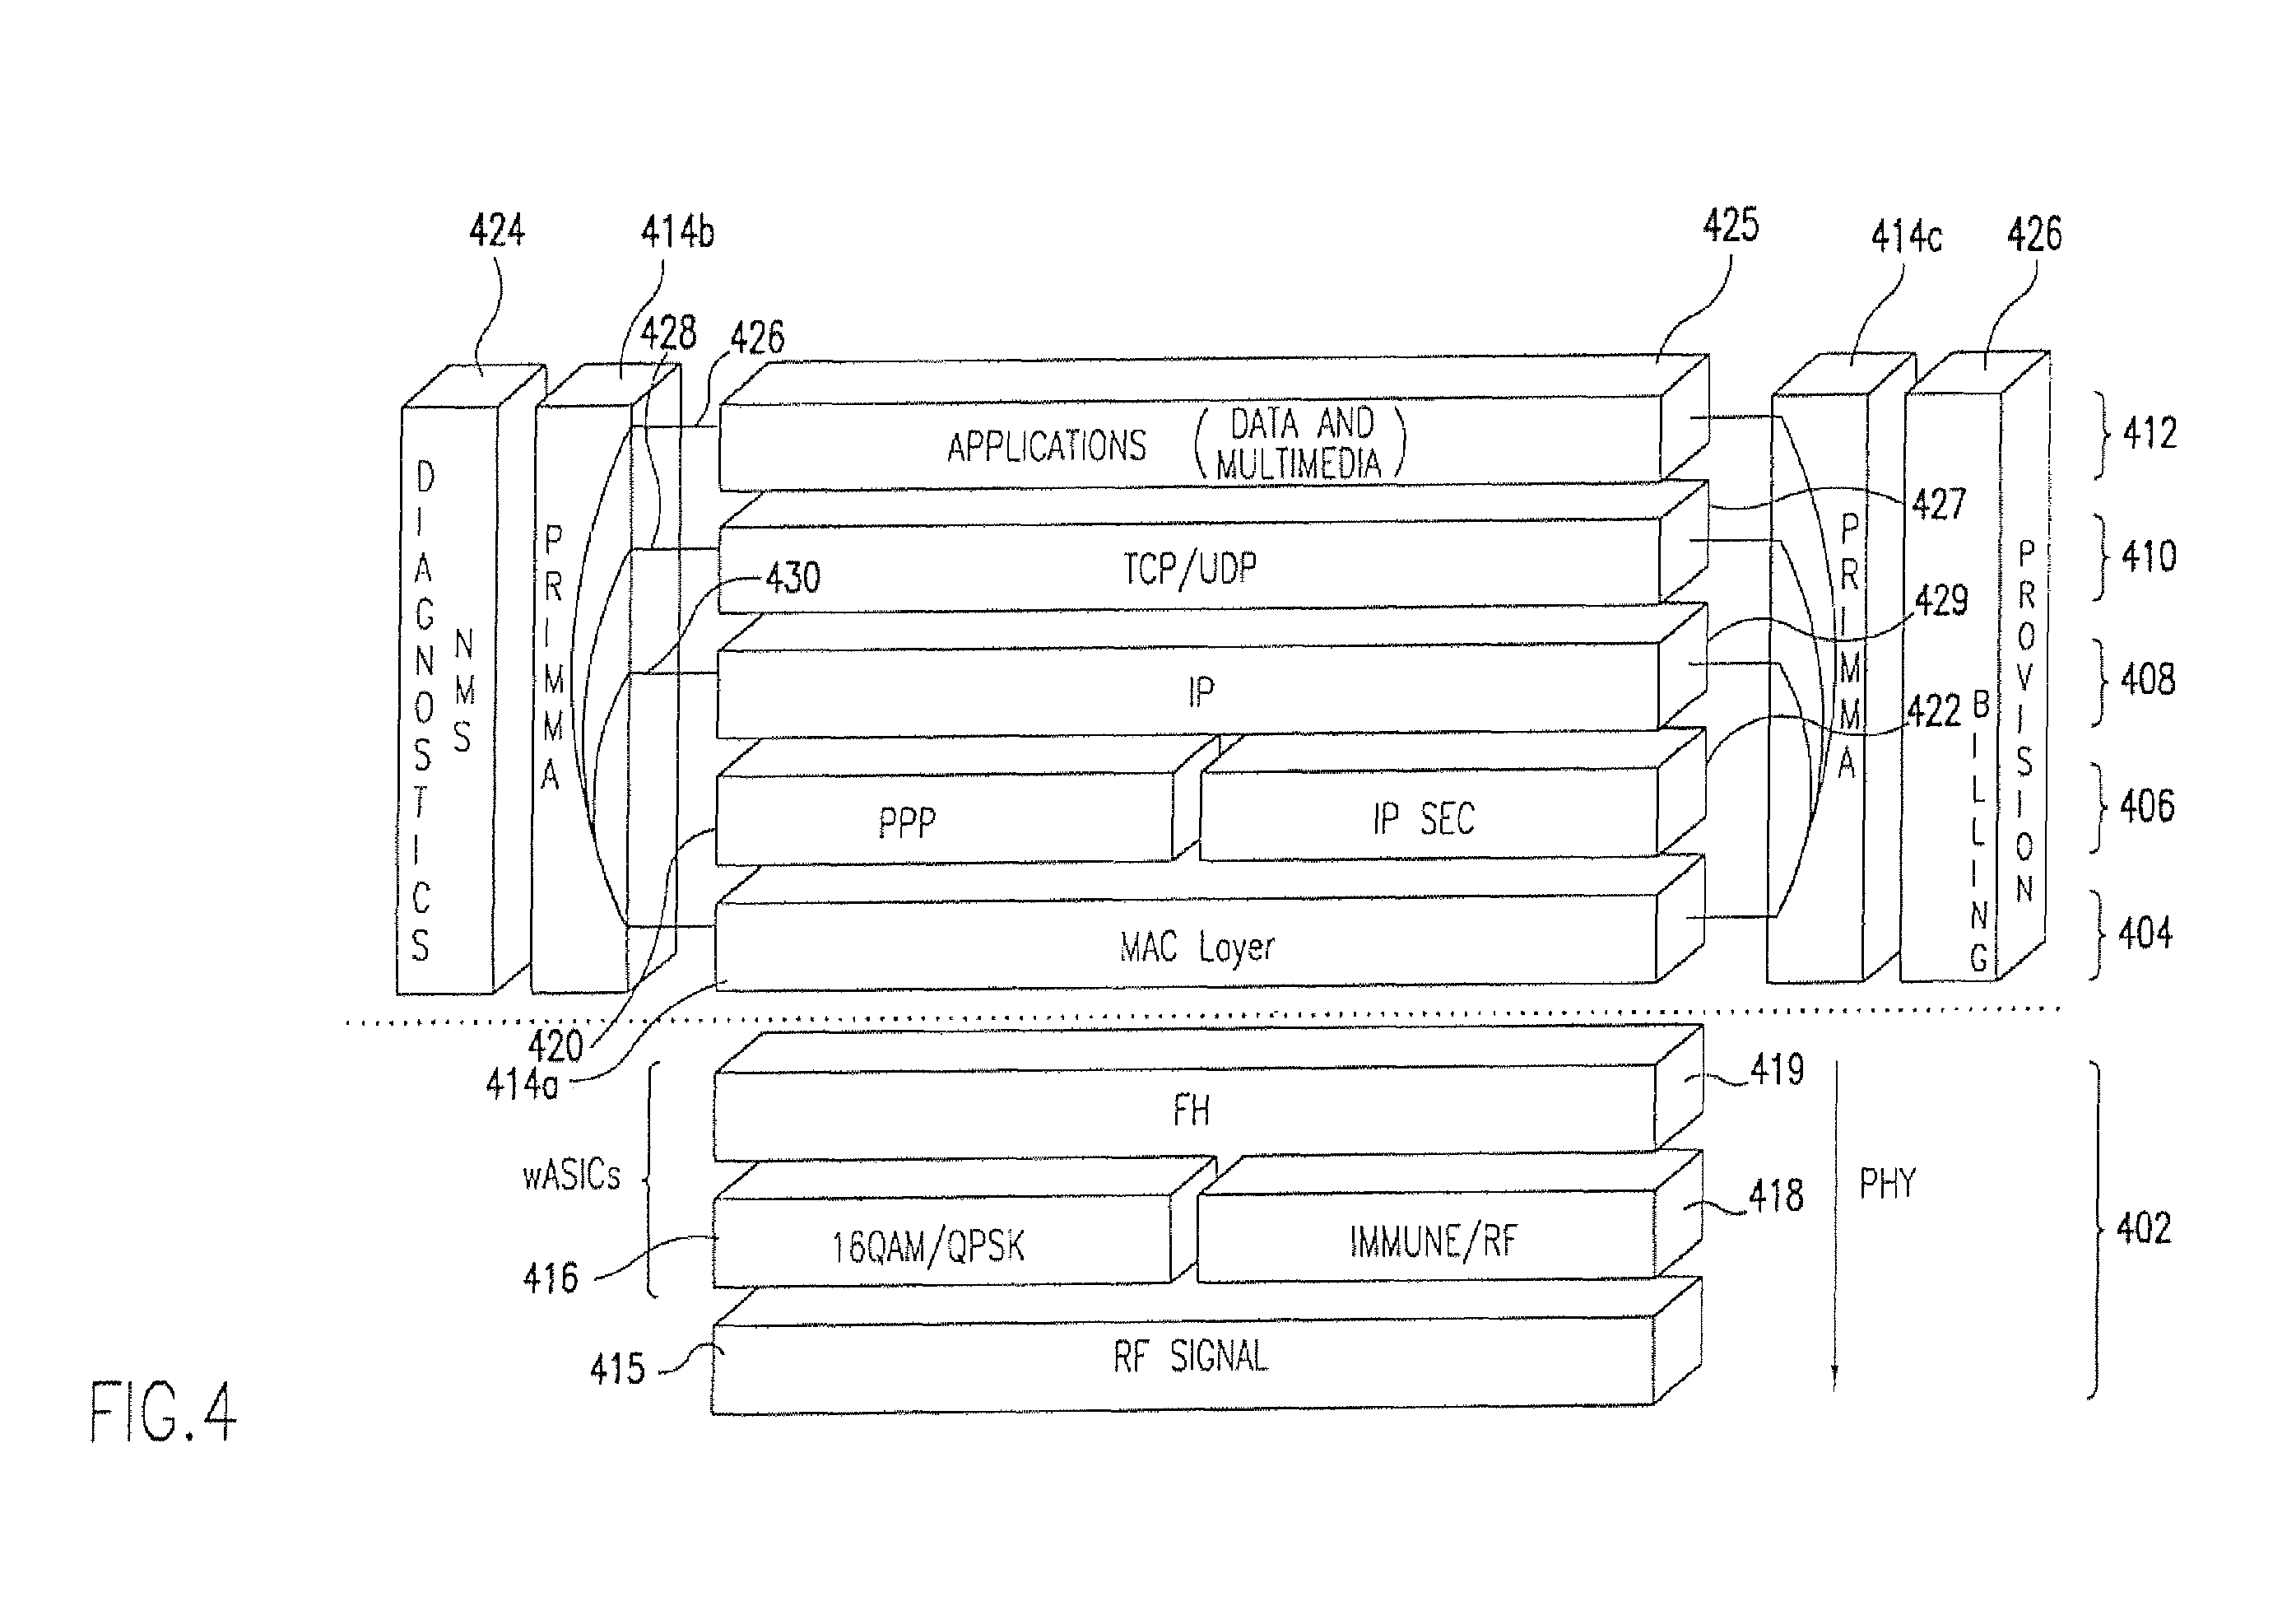 424
414b
425
414c
426
428
426
APPLICATIONS (DATA AND MULTIMEDIA)
412
427
TCP/UDP
410
430
429
IP
408
422
PPP
IP SEC
406
MAC Layer
404
DIAGNOSTICS
NMS
PRIMMA
PRIMMA
BILLING
PROVISION
420
414a
FH
419
wASICs
PHY
16QAM/QPSK
IMMUNE/RF
418
402
416
RF SIGNAL
415
FIG.4